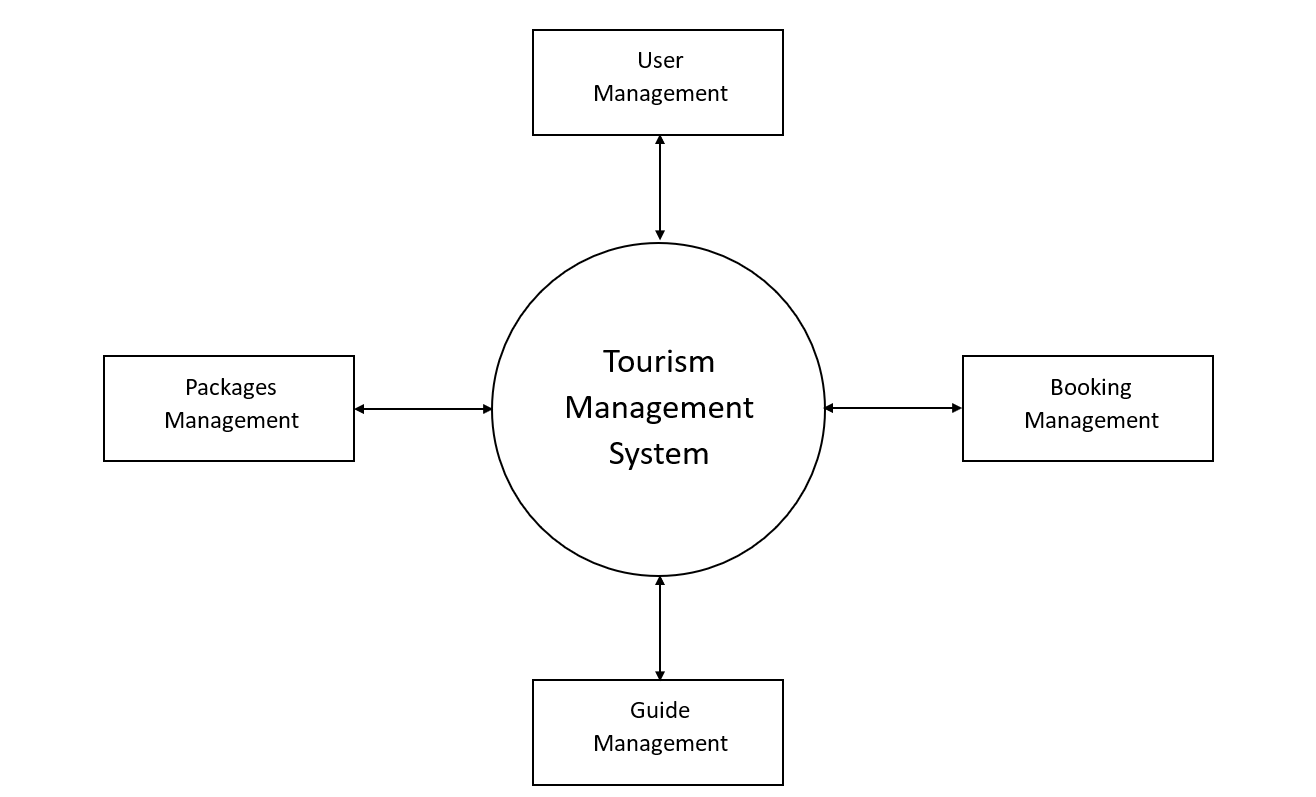 User
Management
Tourism
Management
System
Packages
Management
Booking
Management
Guide
Management